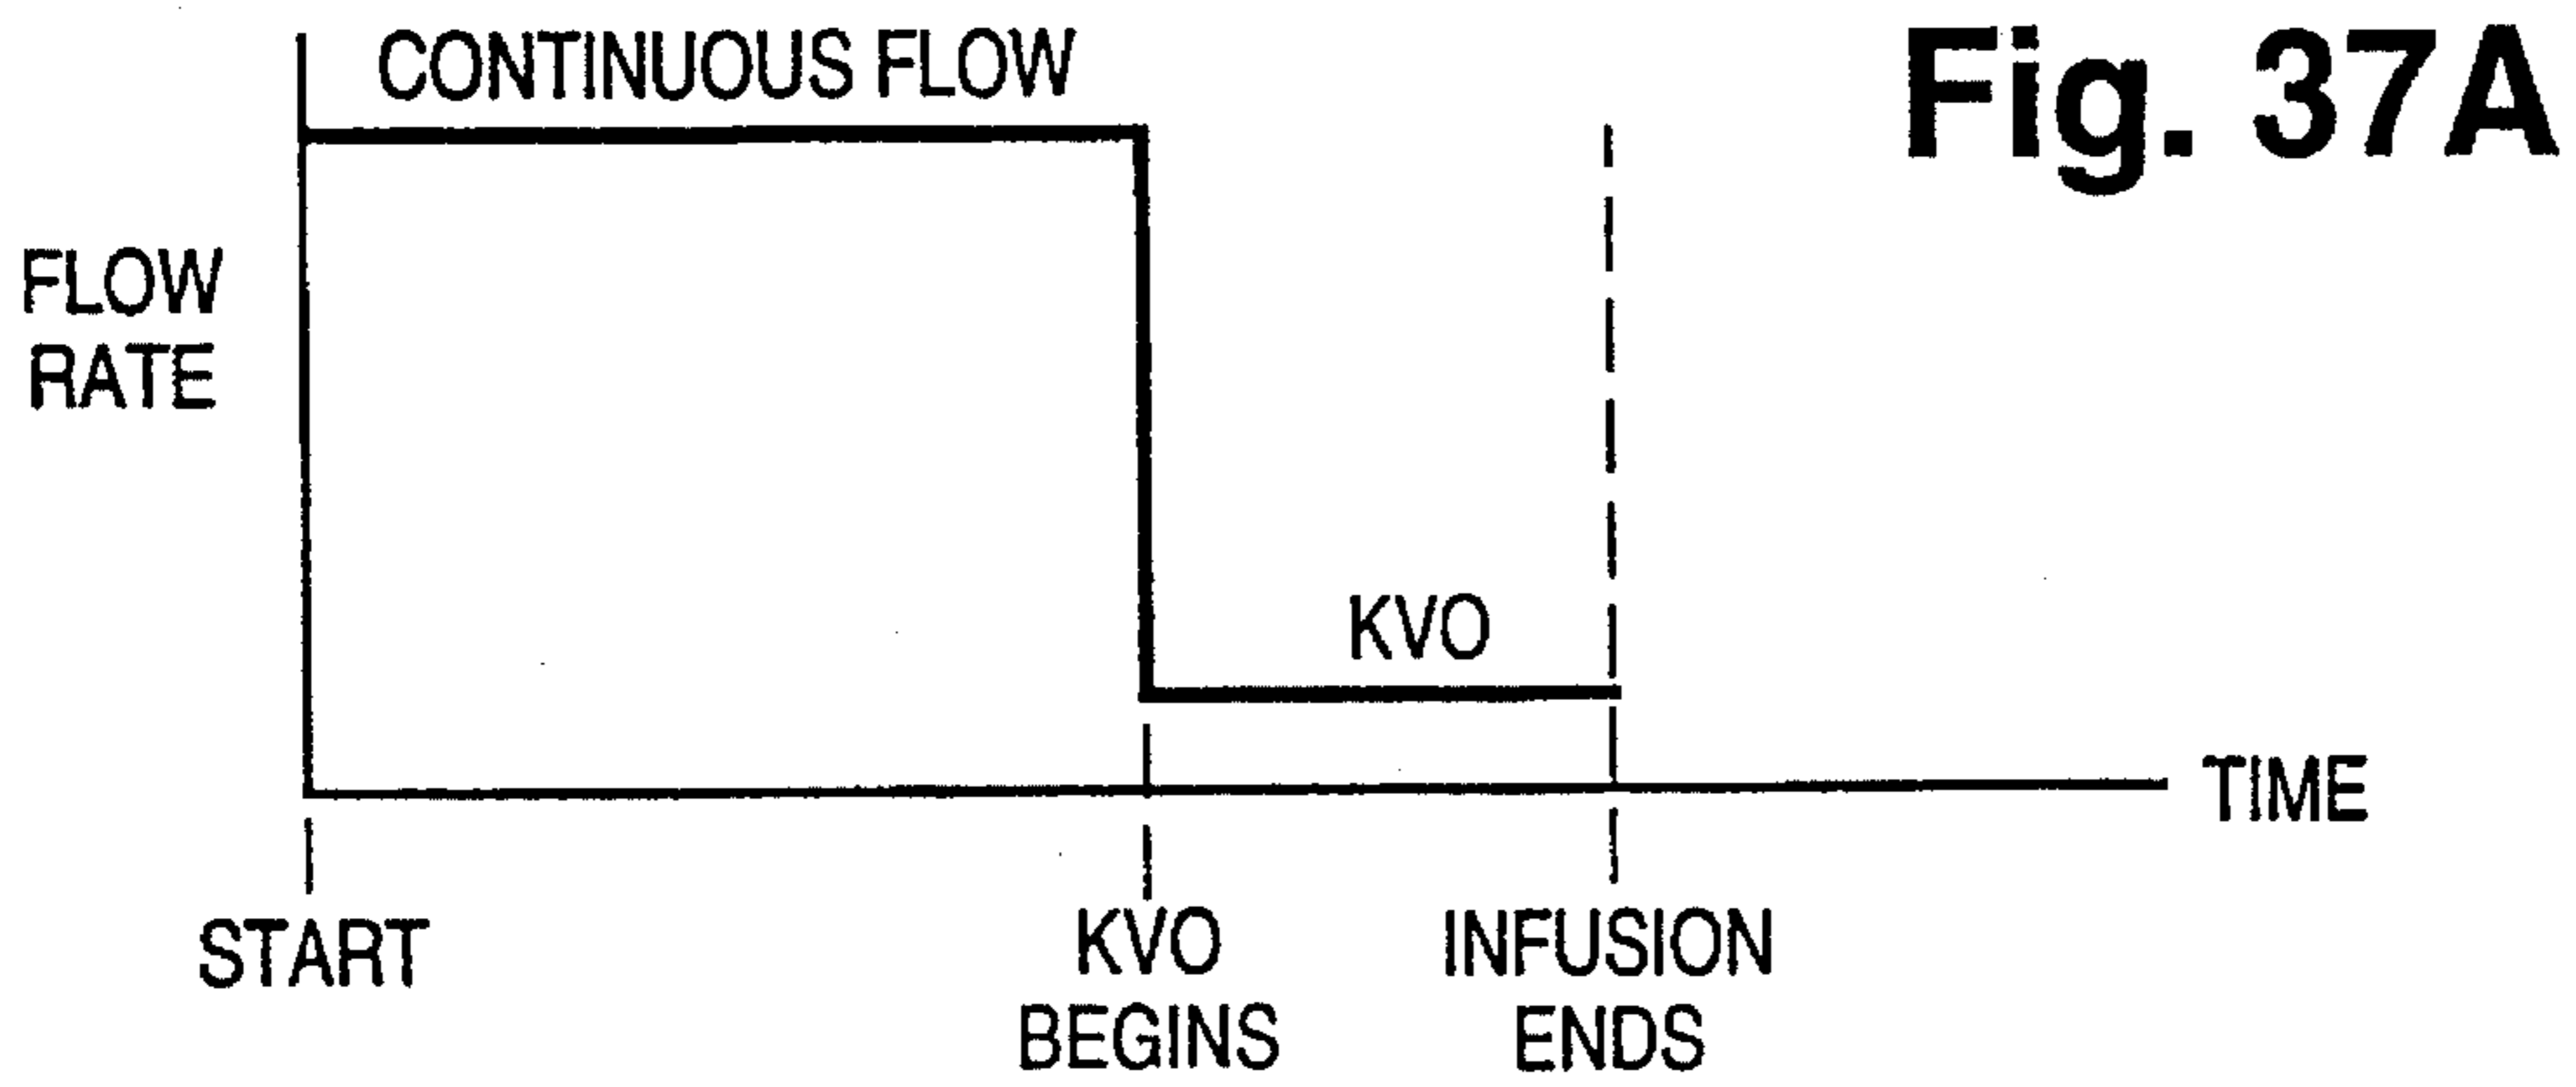 CONTINUOUS FLOW
Fig. 37A
FLOW
RATE
KVO
TIME
START
KVO
BEGINS
INFUSION
ENDS